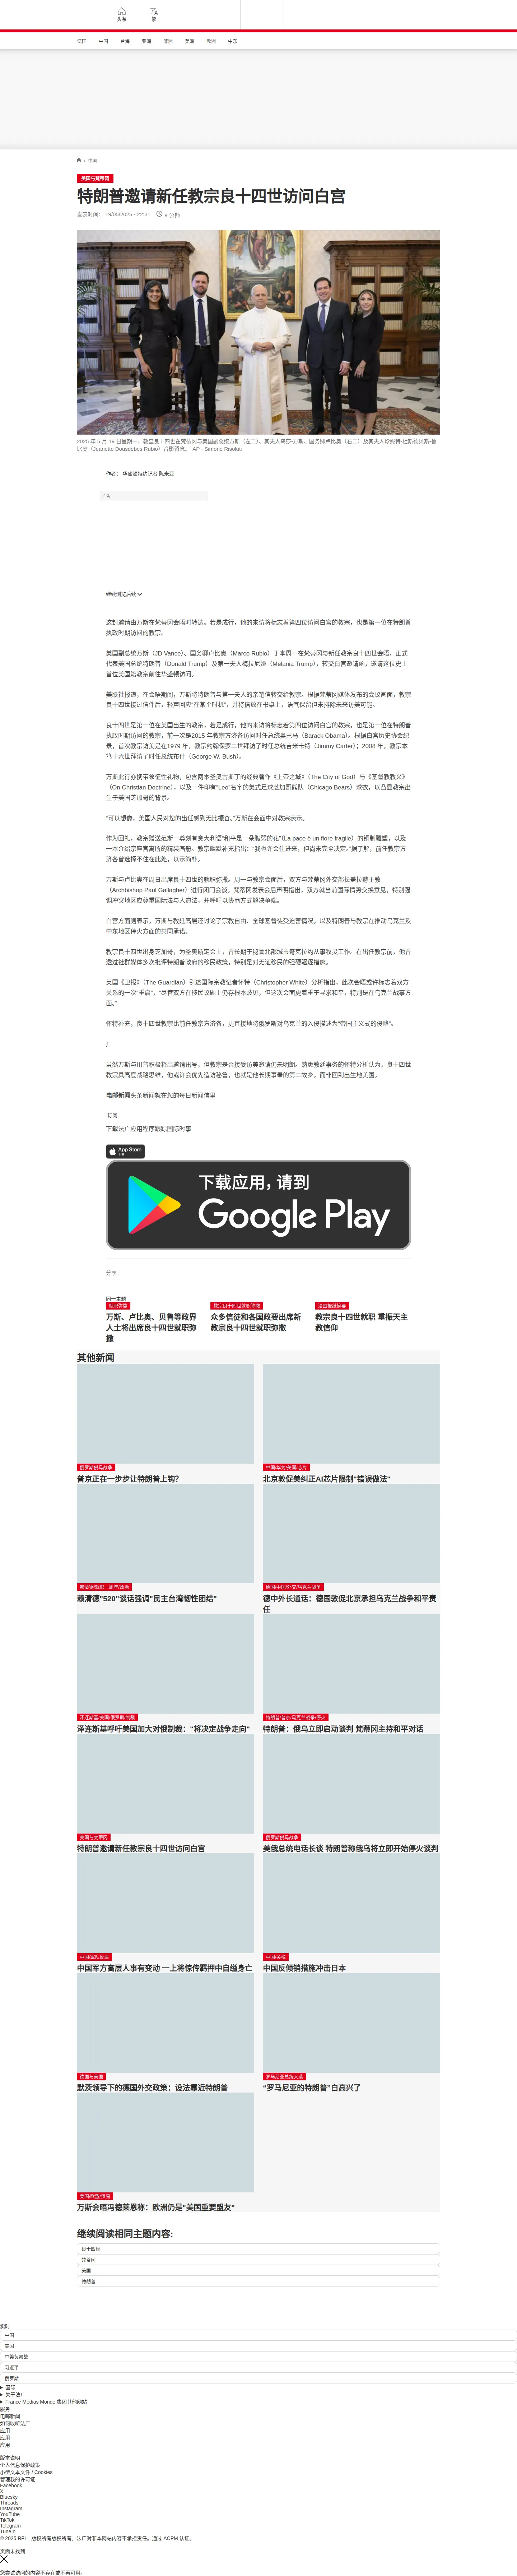 头条
繁
法国
中国
台海
亚洲
非洲
美洲
欧洲
中东
/ 中国
美国与梵蒂冈
特朗普邀请新任教宗良十四世访问白宫
发表时间： 19/05/2025 - 22:31
9 分钟
2025 年 5 月 19 日星期一，教皇良十四世在梵蒂冈与美国副总统万斯（左二）、其夫人乌莎-万斯、国务卿卢比奥（右二）及其夫人珍妮特-杜斯德贝斯-鲁
比奥（Jeanette Dousdebes Rubio）合影留念。 AP - Simone Risoluti
作者： 华盛顿特约记者 陈米亚
广告
继续浏览后续
这封邀请由万斯在梵蒂冈会晤时转达。若是成行，他的来访将标志着第四位访问白宫的教宗，也是第一位在特朗普
执政时期访问的教宗。
美国副总统万斯（JD Vance）、国务卿卢比奥（Marco Rubio）于本周一在梵蒂冈与新任教宗良十四世会晤，正式
代表美国总统特朗普（Donald Trump）及第一夫人梅拉尼娅（Melania Trump），转交白宫邀请函，邀请这位史上
首位美国籍教宗前往华盛顿访问。
美联社报道，在会晤期间，万斯将特朗普与第一夫人的亲笔信转交给教宗。根据梵蒂冈媒体发布的会议画面，教宗
良十四世接过信件后，轻声回应"在某个时机"，并将信放在书桌上，语气保留但未排除未来访美可能。
良十四世是第一位在美国出生的教宗，若是成行，他的来访将标志着第四位访问白宫的教宗，也是第一位在特朗普
执政时期访问的教宗，前一次是2015 年教宗方济各访问时任总统奥巴马（Barack Obama）。根据白宫历史协会纪
录，首次教宗访美是在1979 年，教宗约翰保罗二世拜访了时任总统吉米卡特（Jimmy Carter）；2008 年，教宗本
笃十六世拜访了时任总统布什（George W. Bush）。
万斯此行亦携带象征性礼物，包含两本圣奥古斯丁的经典著作《上帝之城》（The City of God）与《基督教教义》
（On Christian Doctrine），以及一件印有"Leo"名字的美式足球芝加哥熊队（Chicago Bears）球衣，以凸显教宗出
生于美国芝加哥的背景。
"可以想像，美国人民对您的出任感到无比振奋。"万斯在会面中对教宗表示。
作为回礼，教宗赠送范斯一尊刻有意大利语"和平是一朵脆弱的花"（La pace è un fiore fragile）的铜制雕塑，以及
一本介绍宗座宫寓所的精装画册。教宗幽默补充指出："我也许会住进来，但尚未完全决定。"据了解，前任教宗方
济各曾选择不住在此处，以示简朴。
万斯与卢比奥在周日出席良十四世的就职弥撒。周一与教宗会面后，双方与梵蒂冈外交部长盖拉赫主教
（Archbishop Paul Gallagher）进行闭门会谈。梵蒂冈发表会后声明指出，双方就当前国际情势交换意见，特别强
调冲突地区应尊重国际法与人道法，并呼吁以协商方式解决争端。
白宫方面则表示，万斯与教廷高层还讨论了宗教自由、全球基督徒受迫害情况，以及特朗普与教宗在推动乌克兰及
中东地区停火方面的共同承诺。
教宗良十四世出身芝加哥，为圣奥斯定会士，曾长期于秘鲁北部城市奇克拉约从事牧灵工作。在出任教宗前，他曾
透过社群媒体多次批评特朗普政府的移民政策，特别是对无证移民的强硬驱逐措施。
英国《卫报》（The Guardian）引述国际宗教记者怀特（Christopher White）分析指出，此次会晤或许标志着双方
关系的一次"重启"，"尽管双方在移民议题上仍存根本歧见，但这次会面更着重于寻求和平，特别是在乌克兰战事方
面。"
怀特补充，良十四世教宗比前任教宗方济各，更直接地将俄罗斯对乌克兰的入侵描述为"帝国主义式的侵略"。
厂
虽然万斯与川普积极释出邀请讯号，但教宗是否接受访美邀请仍未明朗。熟悉教廷事务的怀特分析认为，良十四世
教宗具高度战略思维，他或许会优先造访秘鲁，也就是他长期事奉的第二故乡，而非回到出生地美国。
电邮新闻头条新闻就在您的每日新闻信里
订阅
下载法广应用程序跟踪国际时事
App Store
下载
下载应用，请到
Google Play
分享 :
同一主题
就职弥撒
万斯、卢比奥、贝鲁等政界
人士将出席良十四世就职弥
撒
教宗良十四世就职弥撒
众多信徒和各国政要出席新
教宗良十四世就职弥撒
法国报纸摘要
教宗良十四世就职 重振天主
教信仰
其他新闻
俄罗斯侵乌战争
普京正在一步步让特朗普上钩？
中国/华为/美国/芯片
北京敦促美纠正AI芯片限制"错误做法"
赖清德/就职一周年/政治
赖清德"520"谈话强调"民主台湾韧性团结"
德国/中国/外交/乌克兰战争
德中外长通话：德国敦促北京承担乌克兰战争和平责
任
泽连斯基/美国/俄罗斯/制裁
泽连斯基呼吁美国加大对俄制裁："将决定战争走向"
特朗普/普京/乌克兰战争/停火
特朗普：俄乌立即启动谈判 梵蒂冈主持和平对话
美国与梵蒂冈
特朗普邀请新任教宗良十四世访问白宫
俄罗斯侵乌战争
美俄总统电话长谈 特朗普称俄乌将立即开始停火谈判
中国/军队反腐
中国军方高层人事有变动 一上将惊传羁押中自缢身亡
中国/关税
中国反倾销措施冲击日本
德国与美国
默茨领导下的德国外交政策：设法靠近特朗普
罗马尼亚总统大选
"罗马尼亚的特朗普"白高兴了
美国/欧盟/贸易
万斯会晤冯德莱恩称：欧洲仍是"美国重要盟友"
继续阅读相同主题内容:
良十四世
梵蒂冈
美国
特朗普
实时
中国
美国
中美贸易战
习近平
俄罗斯
国际
关于法广
France Médias Monde 集团其他网站
服务
电邮新闻
如何收听法广
应用
应用
应用
版本说明
个人信息保护政策
小型文本文件 / Cookies
管理我的许可证
Facebook
X
Bluesky
Threads
Instagram
YouTube
TikTok
Telegram
TuneIn
© 2025 RFI – 版权所有版权所有。法广对非本网站内容不承担责任。通过 ACPM 认证。
页面未找到
您尝试访问的内容不存在或不再可用。